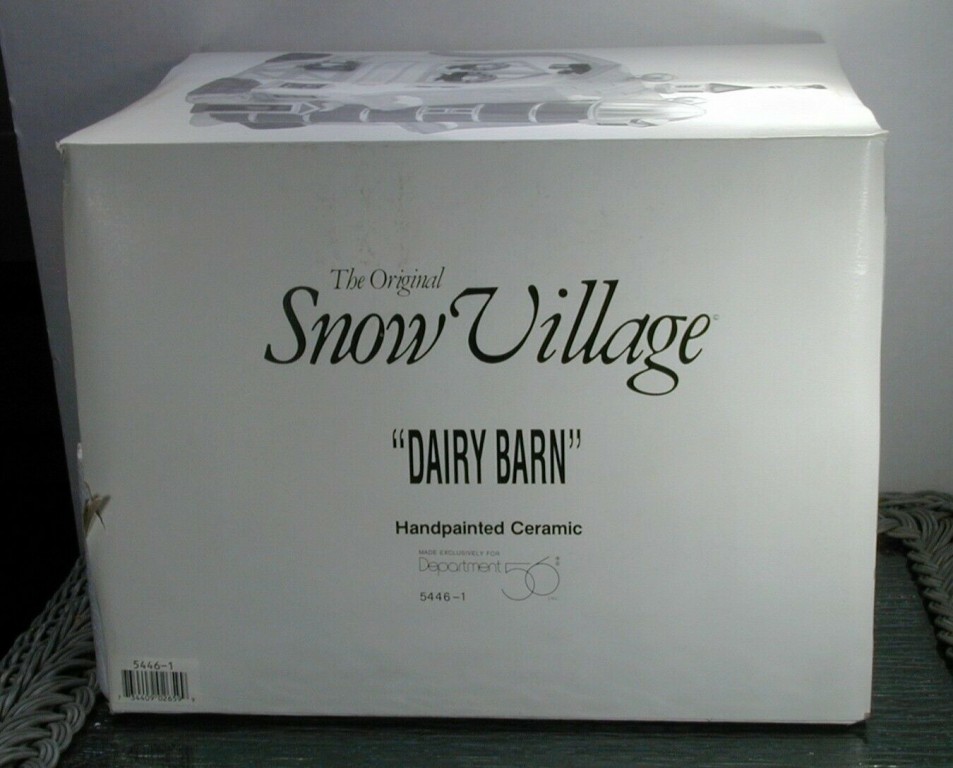 The Original
Snow Village©
“DAIRY BARN”
Handpainted Ceramic
MADE EXCLUSIVELY FOR
Department 56®
5446-1
5446-1